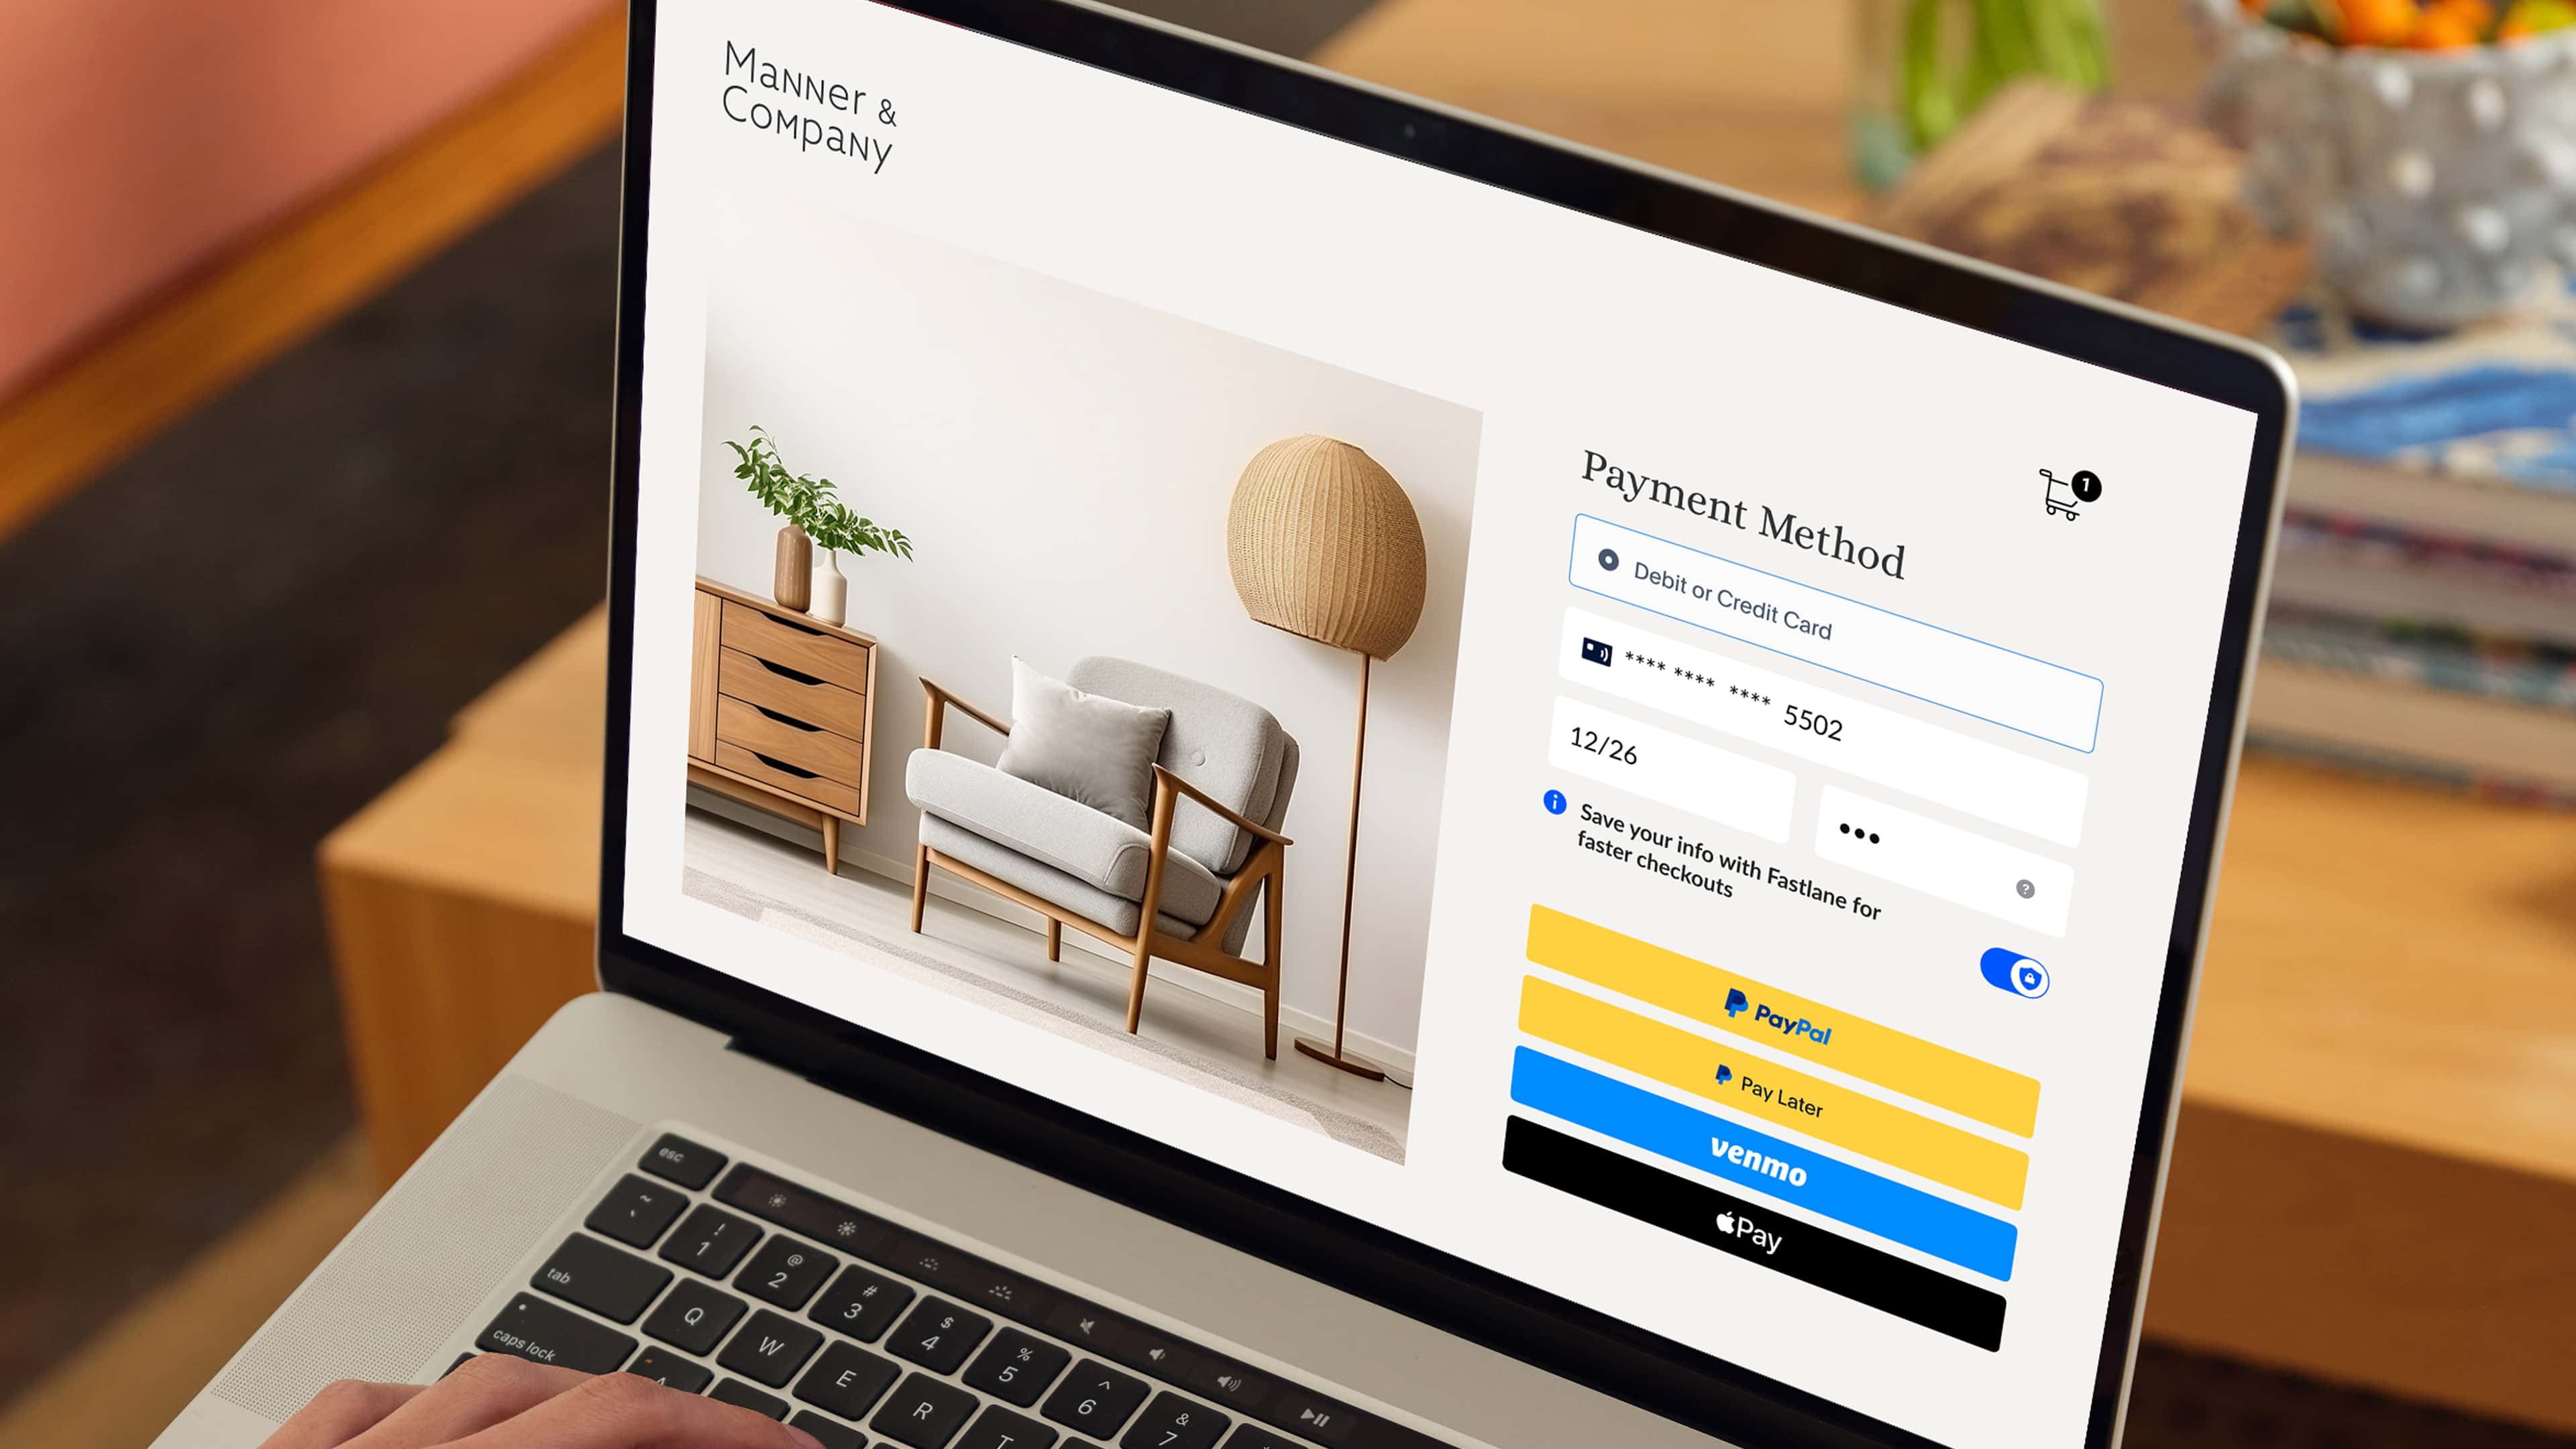 Manner &
Company
Payment Method
1
Debit or Credit Card
**** **** **** 5502
12/26
•••
?
i
Save your info with Fastlane for
faster checkouts
PayPal
Pay Later
venmo
Pay
esc
~
`
!
1
@
2
#
3
$
4
%
5
^
6
&
7
tab
Q
W
E
R
T
caps lock
A